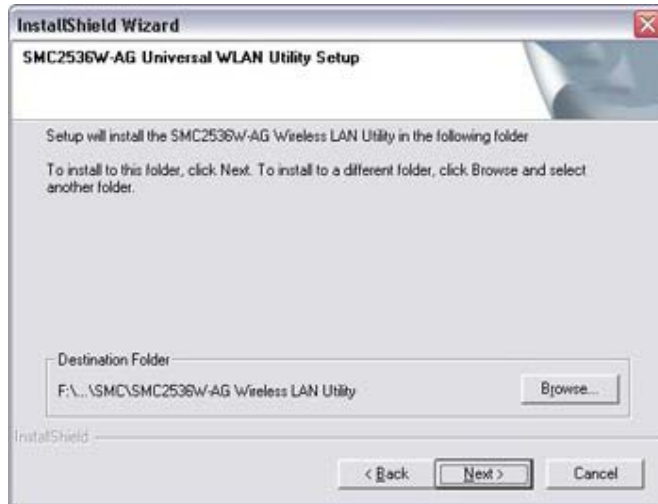 InstallShield Wizard
SMC2536W-AG Universal WLAN Utility Setup
Setup will install the SMC2536W-AG Wireless LAN Utility in the following folder
To install to this folder, click Next. To install to a different folder, click Browse and select
another folder.
Destination Folder
F:\...\SMC\SMC2536W-AG Wireless LAN Utility
Browse...
InstallShield
< Back
Next >
Cancel